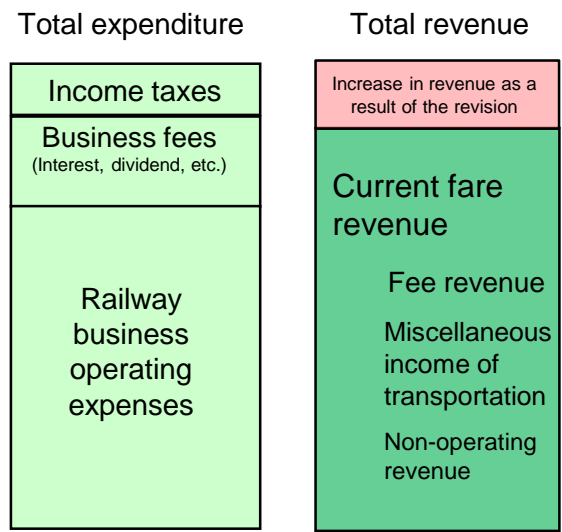 Total expenditure
Income taxes
Business fees
(Interest, dividend, etc.)
Railway
business
operating
expenses
Total revenue
Increase in revenue as a
result of the revision
Current fare
revenue
Fee revenue
Miscellaneous
income of
transportation
Non-operating
revenue